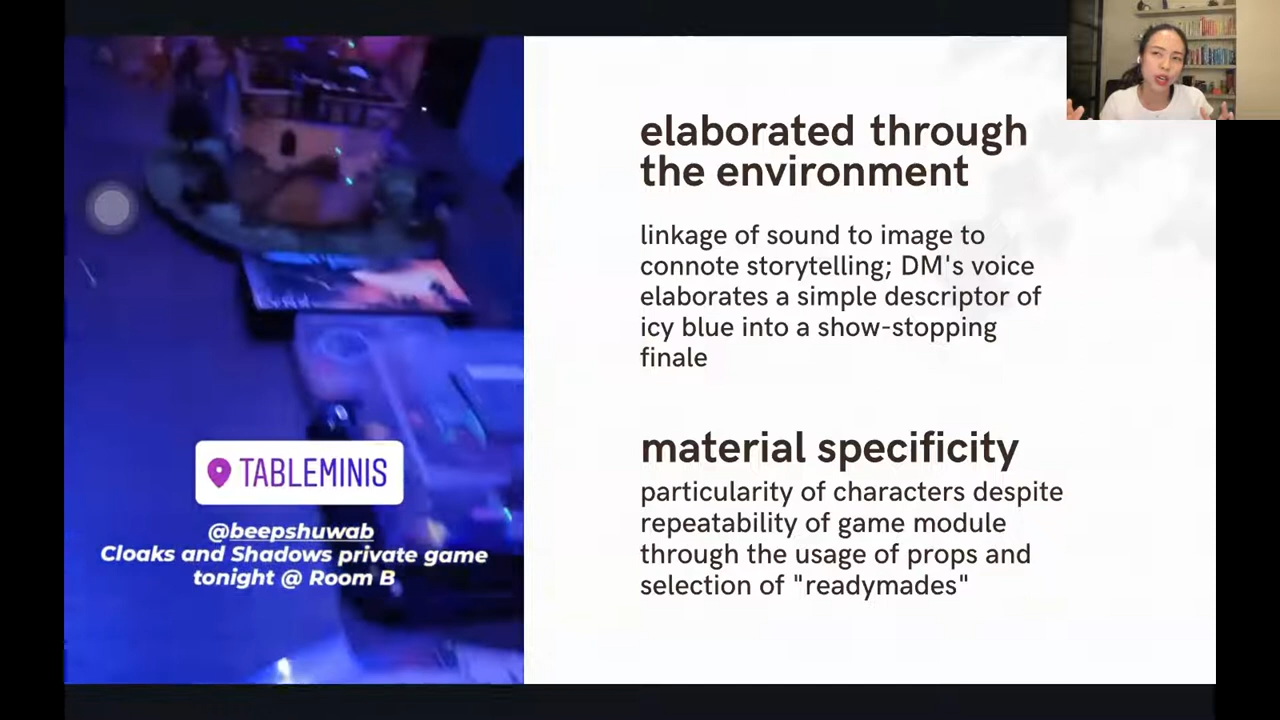 elaborated through
the environment
linkage of sound to image to
connote storytelling; DM's voice
elaborates a simple descriptor of
icy blue into a show-stopping
finale
material specificity
particularity of characters despite
repeatability of game module
through the usage of props and
selection of "readymades"
TABLEMINIS
@beepshuwab
Cloaks and Shadows private game
tonight @ Room B